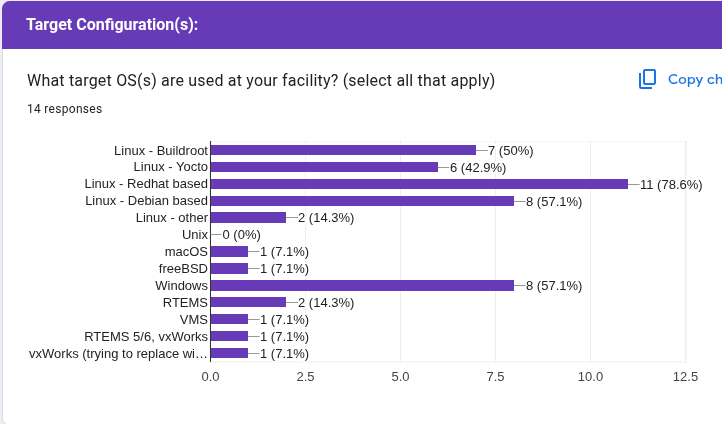 Target Configuration(s):
What target OS(s) are used at your facility? (select all that apply)
Copy ch
14 responses
Linux - Buildroot 7 (50%)
Linux - Yocto 6 (42.9%)
Linux - Redhat based 11 (78.6%)
Linux - Debian based 8 (57.1%)
Linux - other 2 (14.3%)
Unix 0 (0%)
macOS 1 (7.1%)
freeBSD 1 (7.1%)
Windows 8 (57.1%)
RTEMS 2 (14.3%)
VMS 1 (7.1%)
RTEMS 5/6, vxWorks 1 (7.1%)
vxWorks (trying to replace wi… 1 (7.1%)
0.0 2.5 5.0 7.5 10.0 12.5